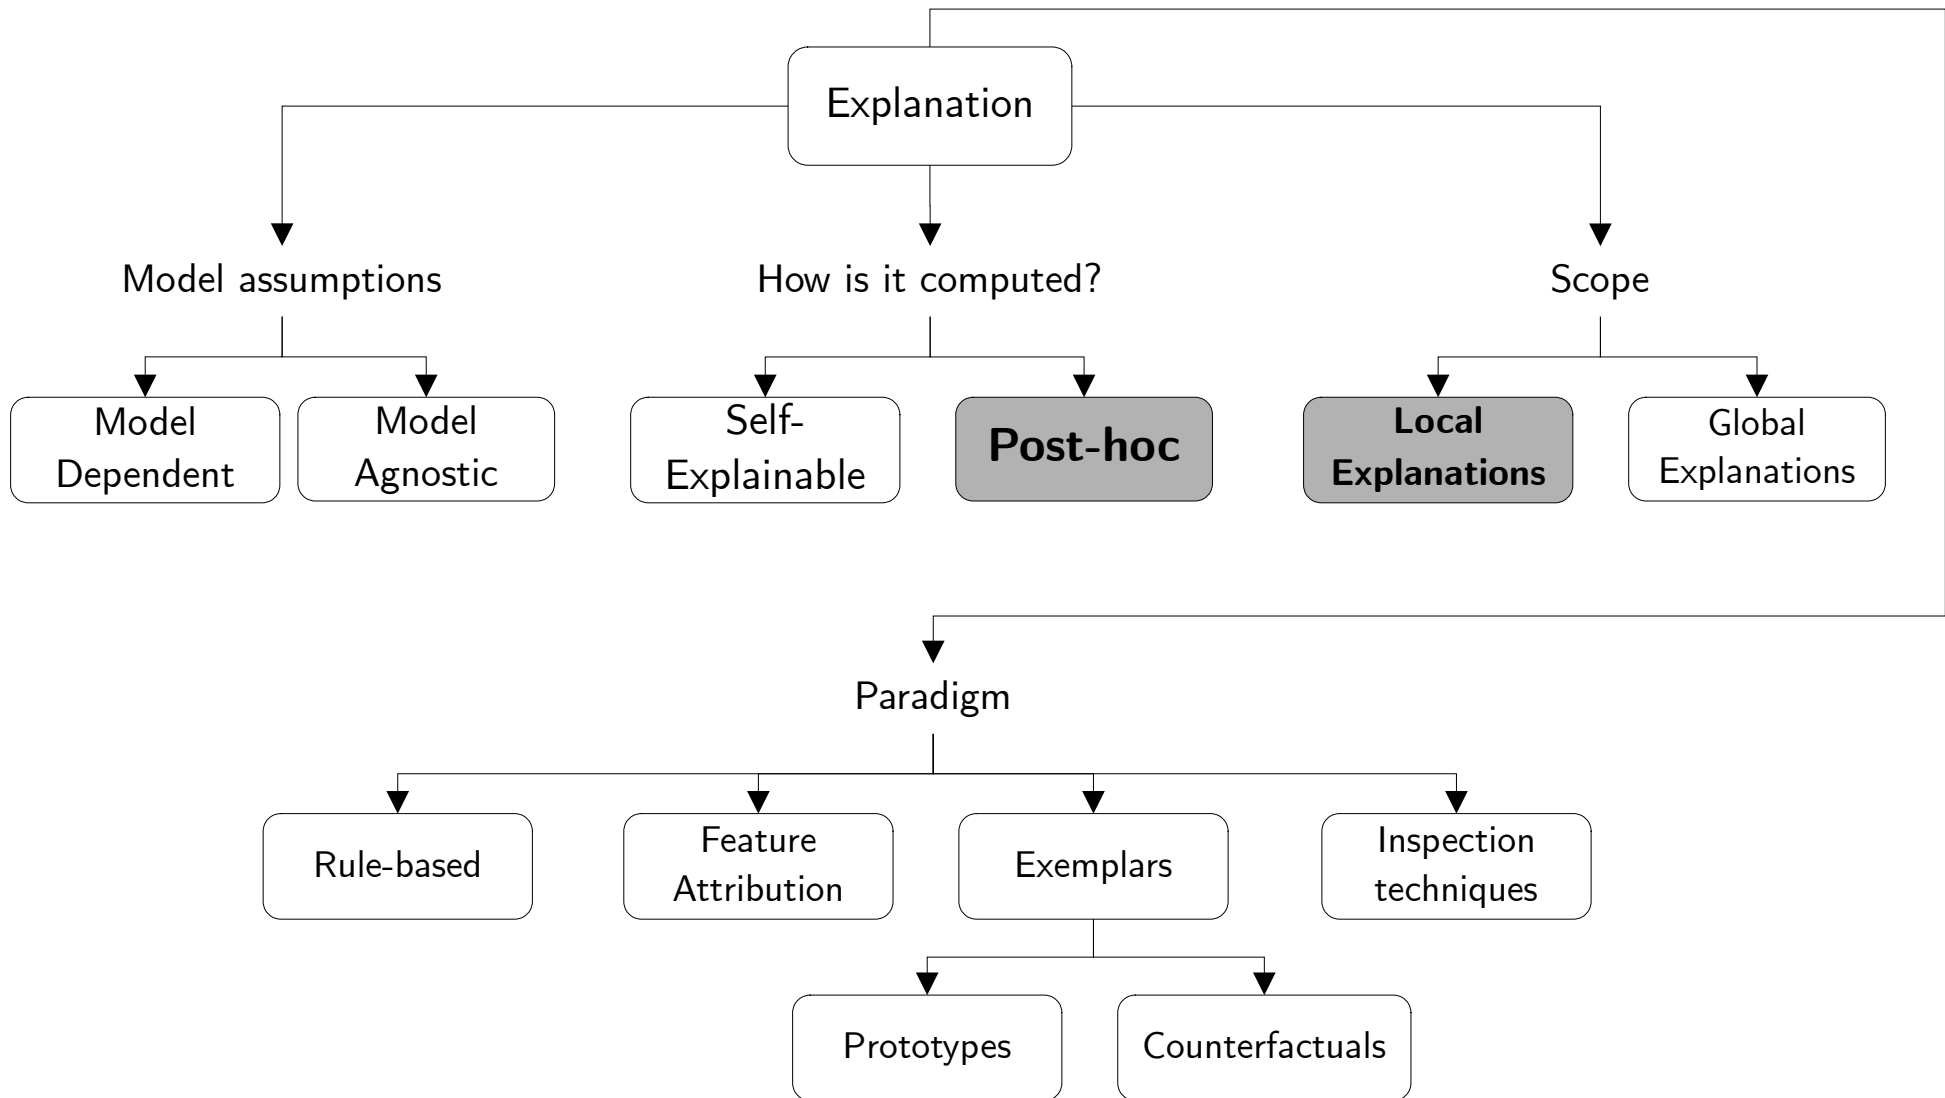 Explanation
Model assumptions
How is it computed?
Scope
Model
Dependent
Model
Agnostic
Self-
Explainable
Post-hoc
Local
Explanations
Global
Explanations
Paradigm
Rule-based
Feature
Attribution
Exemplars
Inspection
techniques
Prototypes
Counterfactuals